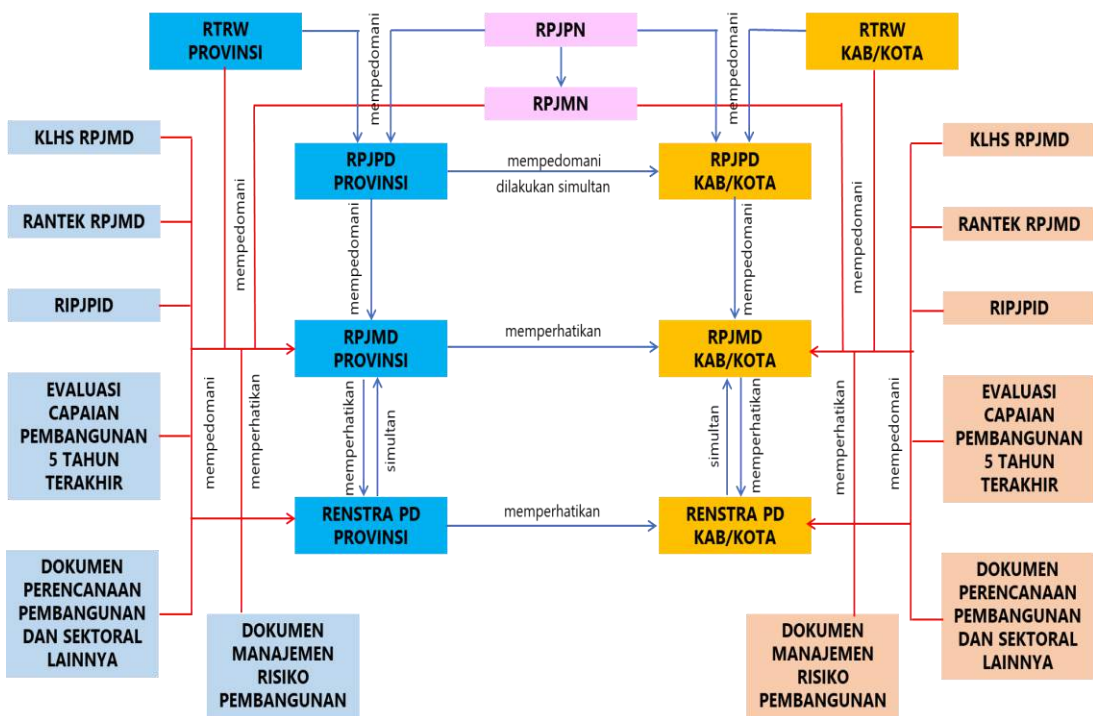 RTRW
PROVINSI
RPJPN
RTRW
KAB/KOTA
mempedomani
mempedomani
RPJMN
KLHS RPJMD
RPJPD
PROVINSI
mempedomani
dilakukan simultan
RPJPD
KAB/KOTA
KLHS RPJMD
RANTEK RPJMD
mempedomani
mempedomani
mempedomani
mempedomani
RANTEK RPJMD
RIPJPID
RPJMD
PROVINSI
memperhatikan
RPJMD
KAB/KOTA
RIPJPID
EVALUASI
CAPAIAN
PEMBANGUNAN
5 TAHUN
TERAKHIR
mempedomani
memperhatikan
memperhatikan
simultan
simultan
memperhatikan
memperhatikan
mempedomani
EVALUASI
CAPAIAN
PEMBANGUNAN
5 TAHUN
TERAKHIR
RENSTRA PD
PROVINSI
memperhatikan
RENSTRA PD
KAB/KOTA
DOKUMEN
PERENCANAAN
PEMBANGUNAN
DAN SEKTORAL
LAINNYA
DOKUMEN
MANAJEMEN
RISIKO
PEMBANGUNAN
DOKUMEN
MANAJEMEN
RISIKO
PEMBANGUNAN
DOKUMEN
PERENCANAAN
PEMBANGUNAN
DAN SEKTORAL
LAINNYA